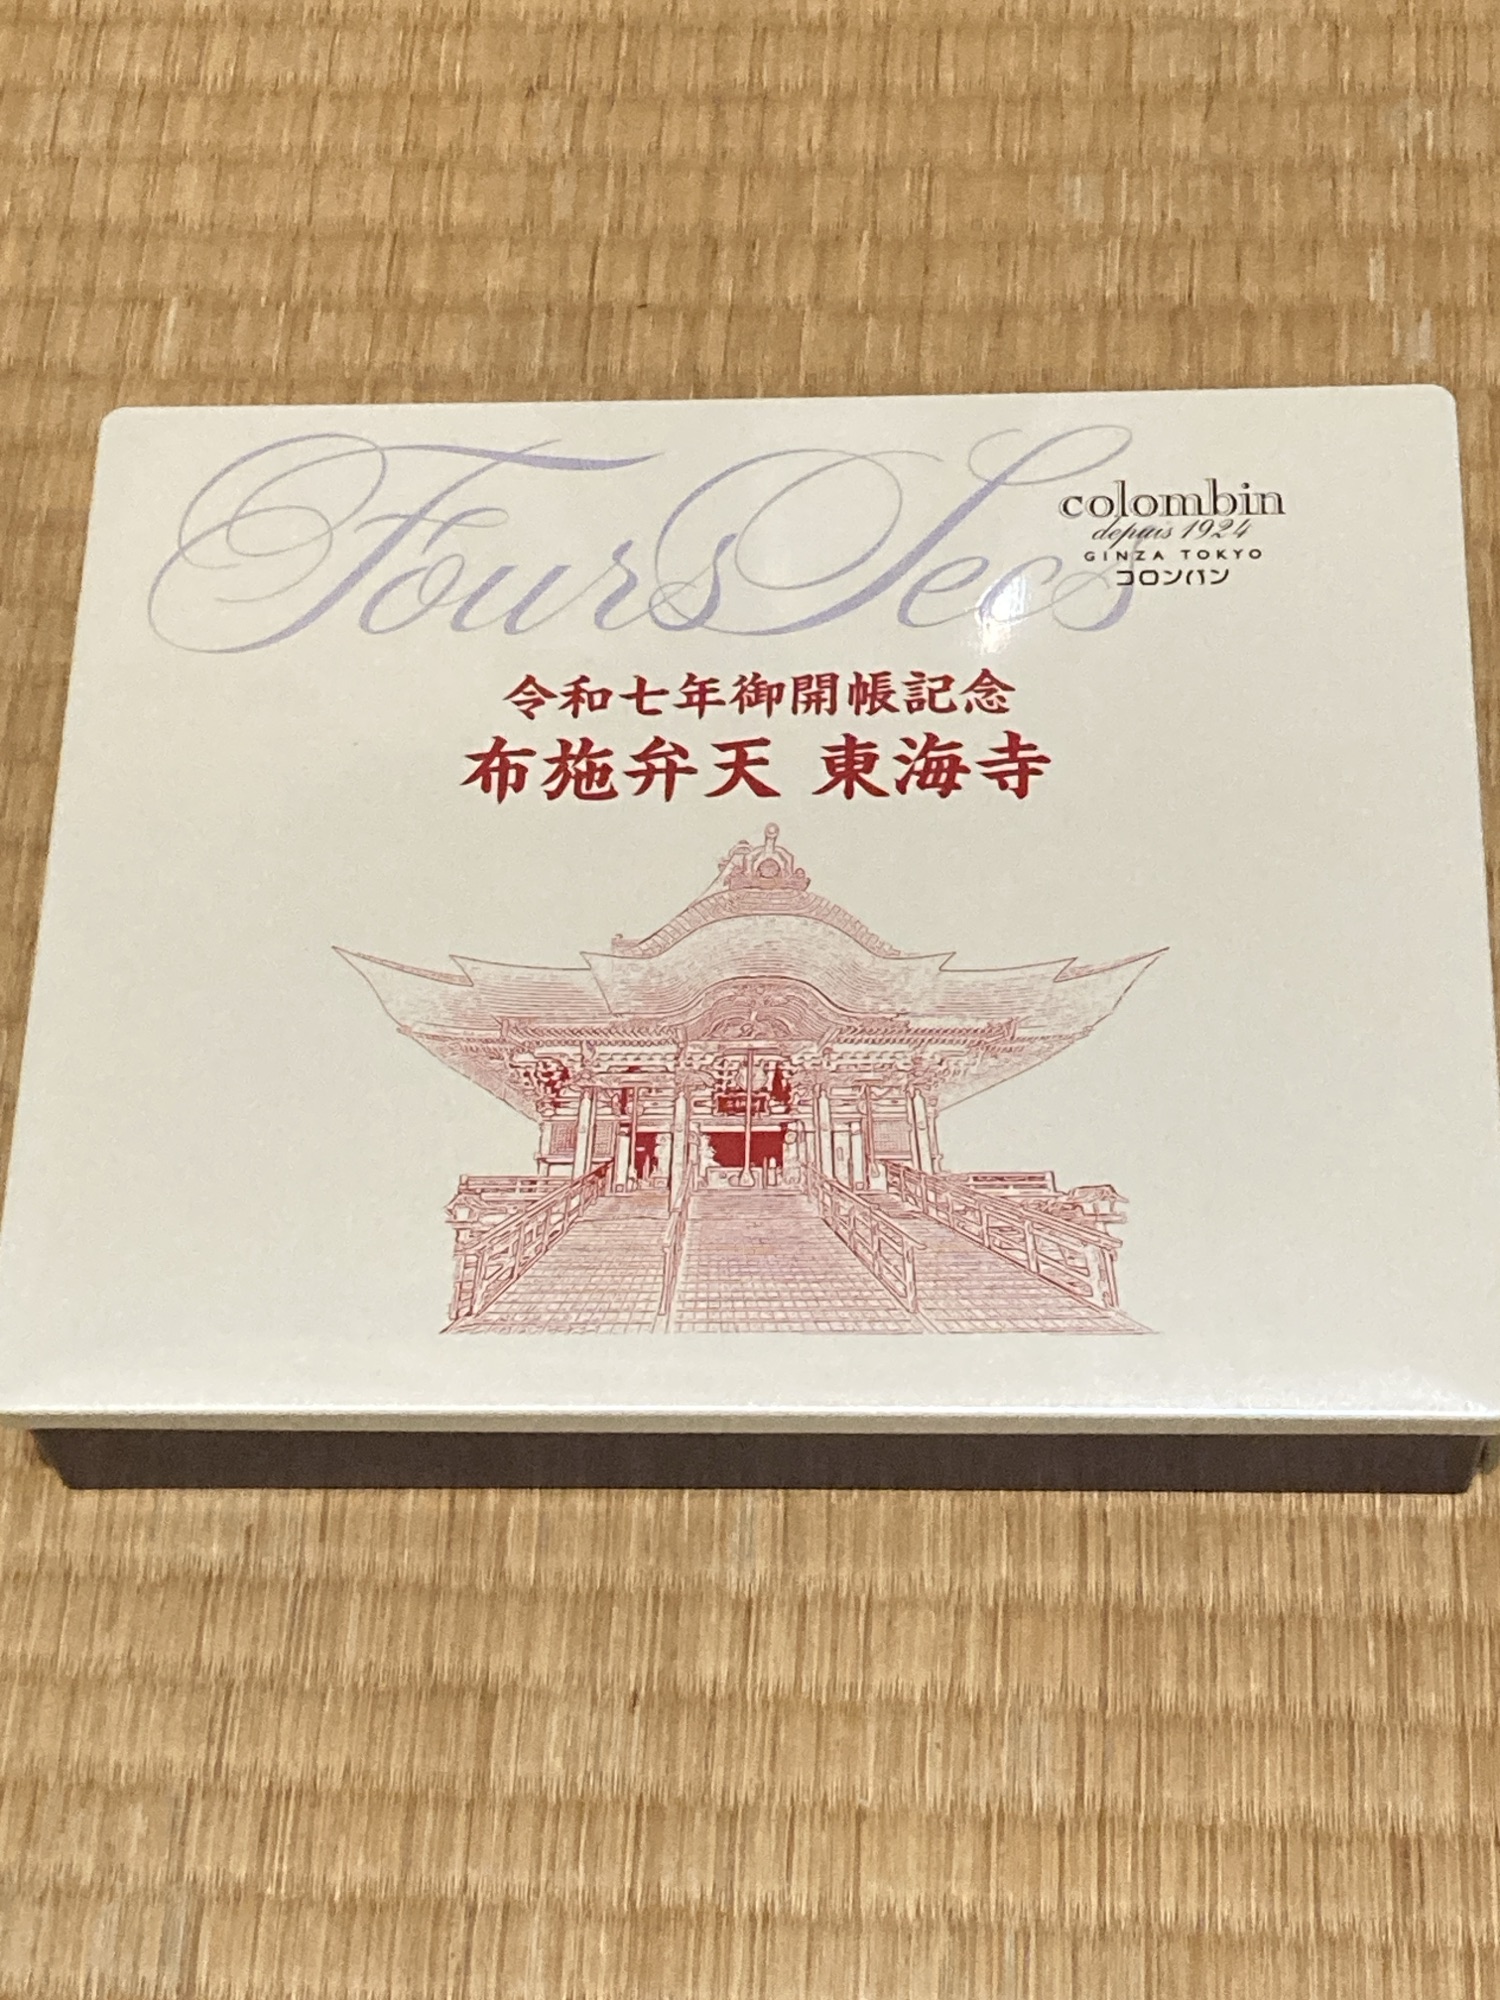 Fours Secs
colombin
depuis 1924
GINZA TOKYO
コロンバン
令和七年御開帳記念
布施弁天 東海寺